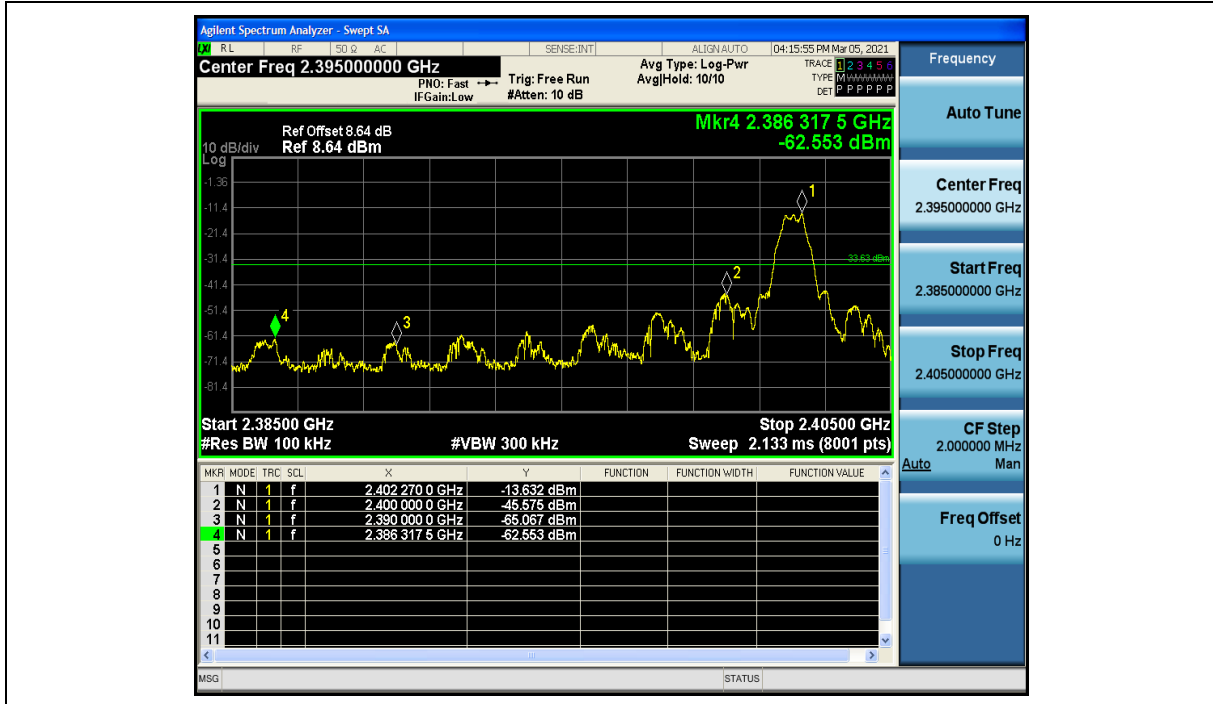 Agilent Spectrum Analyzer - Swept SA
LXI RL RF 50 Ω AC SENSE:INT ALIGN AUTO 04:15:55 PM Mar 05, 2021
Center Freq 2.395000000 GHz
PNO: Fast
IFGain:Low
Trig: Free Run
#Atten: 10 dB
Avg Type: Log-Pwr
Avg|Hold: 10/10
TRACE 1 2 3 4 5 6
TYPE M WWWWW
DET P P P P P P
Ref Offset 8.64 dB
Ref 8.64 dBm
10 dB/div
Log
Mkr4 2.386 317 5 GHz
-62.553 dBm
-1.36
-11.4
-21.4
-31.4
-41.4
-51.4
-61.4
-71.4
-81.4
1
33.63 dBm
2
4
3
Start 2.38500 GHz Stop 2.40500 GHz
#Res BW 100 kHz #VBW 300 kHz Sweep 2.133 ms (8001 pts)
MKR MODE TRC SCL X Y FUNCTION FUNCTION WIDTH FUNCTION VALUE
1 N 1 f 2.402 270 0 GHz -13.632 dBm
2 N 1 f 2.400 000 0 GHz -45.575 dBm
3 N 1 f 2.390 000 0 GHz -65.067 dBm
4 N 1 f 2.386 317 5 GHz -62.553 dBm
5
6
7
8
9
10
11
MSG STATUS
Frequency
Auto Tune
Center Freq
2.395000000 GHz
Start Freq
2.385000000 GHz
Stop Freq
2.405000000 GHz
CF Step
2.000000 MHz
Auto Man
Freq Offset
0 Hz